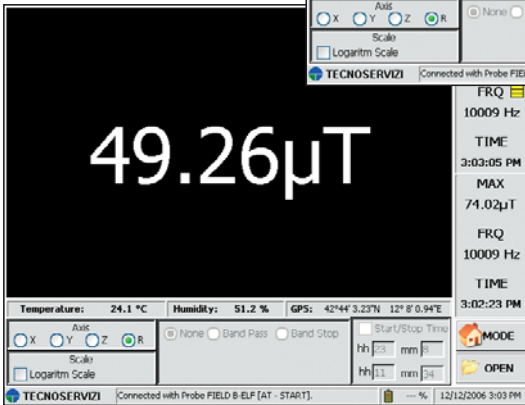 Axis
X Y Z R
None
Scale
Logaritm Scale
TECNOSERVIZI Connected with Probe FIE
49.26µT
FRQ
10009 Hz
TIME
3:03:05 PM
MAX
74.02µT
FRQ
10009 Hz
TIME
3:02:23 PM
Temperature: 24.1 °C Humidity: 51.2 % GPS: 42°44' 3.23"N 12° 8' 0.94"E
Axis
X Y Z R
Scale
Logaritm Scale
None Band Pass Band Stop
Start/Stop Time
hh 23 mm 8
hh 11 mm 34
MODE
OPEN
TECNOSERVIZI Connected with Probe FIELD B-ELF [AT - START]. --- % 12/12/2006 3:03 PM